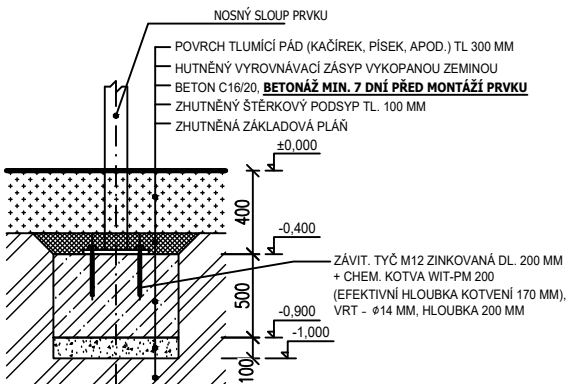 NOSNÝ SLOUP PRVKU
POVRCH TLUMÍCÍ PÁD (KAČÍREK, PÍSEK, APOD.) TL 300 MM
HUTNĚNÝ VYROVNÁVACÍ ZÁSYP VYKOPANOU ZEMINOU
BETON C16/20, BETONÁŽ MIN. 7 DNÍ PŘED MONTÁŽÍ PRVKU
ZHUTNĚNÝ ŠTĚRKOVÝ PODSYP TL. 100 MM
ZHUTNĚNÁ ZÁKLADOVÁ PLÁŇ
±0,000
400
-0,400
ZÁVIT. TYČ M12 ZINKOVANÁ DL. 200 MM
+ CHEM. KOTVA WIT-PM 200
(EFEKTIVNÍ HLOUBKA KOTVENÍ 170 MM),
VRT - φ14 MM, HLOUBKA 200 MM
500
-0,900
-1,000
100